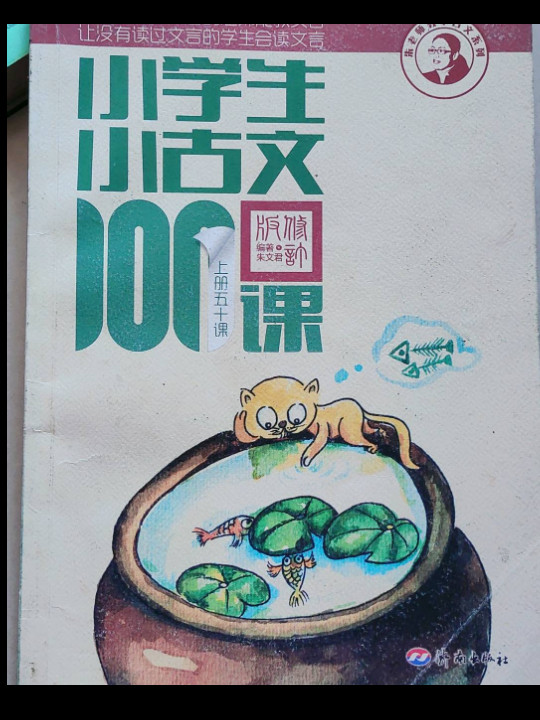 让没有读过文言的学生会读文言
小学生
小古文
100
课
修订版
编著
朱文君
上册五十课
济南出版社